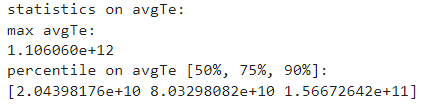 statistics on avgTe:
max avgTe:
1.106060e+12
percentile on avgTe [50%, 75%, 90%]:
[2.04398176e+10 8.03298082e+10 1.56672642e+11]